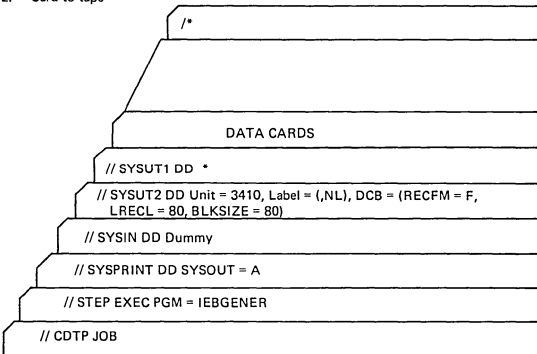 2. Card to tape
/*
DATA CARDS
// SYSUT1 DD *
// SYSUT2 DD Unit = 3410, Label = (,NL), DCB = (RECFM = F,
LRECL = 80, BLKSIZE = 80)
// SYSIN DD Dummy
// SYSPRINT DD SYSOUT = A
// STEP EXEC PGM = IEBGENER
// CDTP JOB